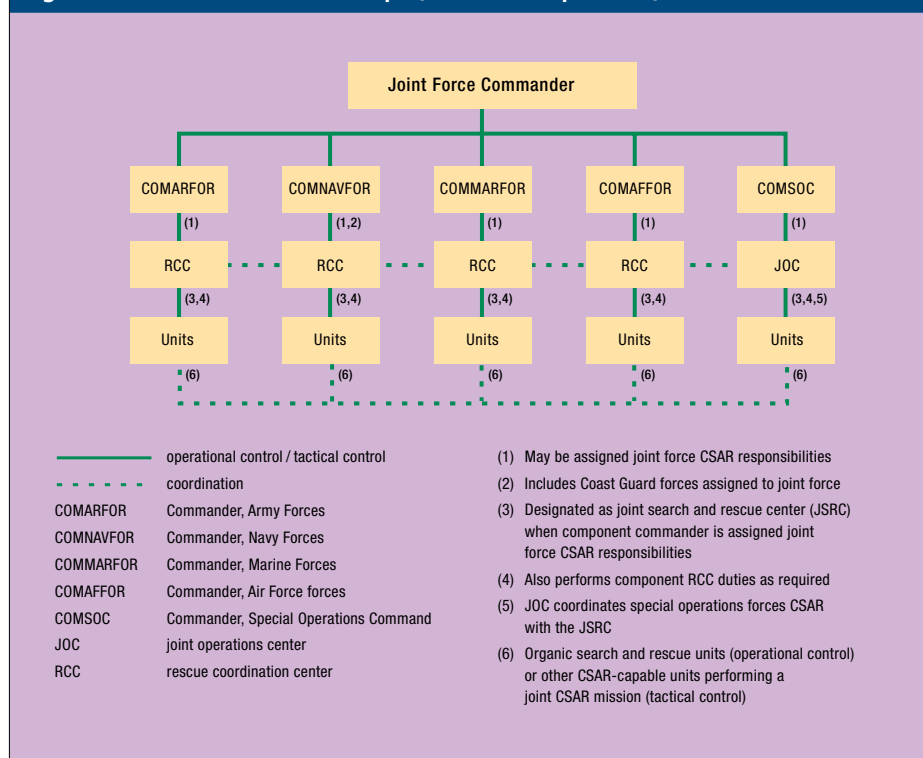 Joint Force Commander
COMARFOR COMNAVFOR COMMARFOR COMAFFOR COMSOC
(1) (1,2) (1) (1) (1)
RCC RCC RCC RCC JOC
(3,4) (3,4) (3,4) (3,4) (3,4,5)
Units Units Units Units Units
(6) (6) (6) (6) (6)
operational control / tactical control
coordination
COMARFOR Commander, Army Forces
COMNAVFOR Commander, Navy Forces
COMMARFOR Commander, Marine Forces
COMAFFOR Commander, Air Force forces
COMSOC Commander, Special Operations Command
JOC joint operations center
RCC rescue coordination center
(1) May be assigned joint force CSAR responsibilities
(2) Includes Coast Guard forces assigned to joint force
(3) Designated as joint search and rescue center (JSRC)
when component commander is assigned joint
force CSAR responsibilities
(4) Also performs component RCC duties as required
(5) JOC coordinates special operations forces CSAR
with the JSRC
(6) Organic search and rescue units (operational control)
or other CSAR-capable units performing a
joint CSAR mission (tactical control)